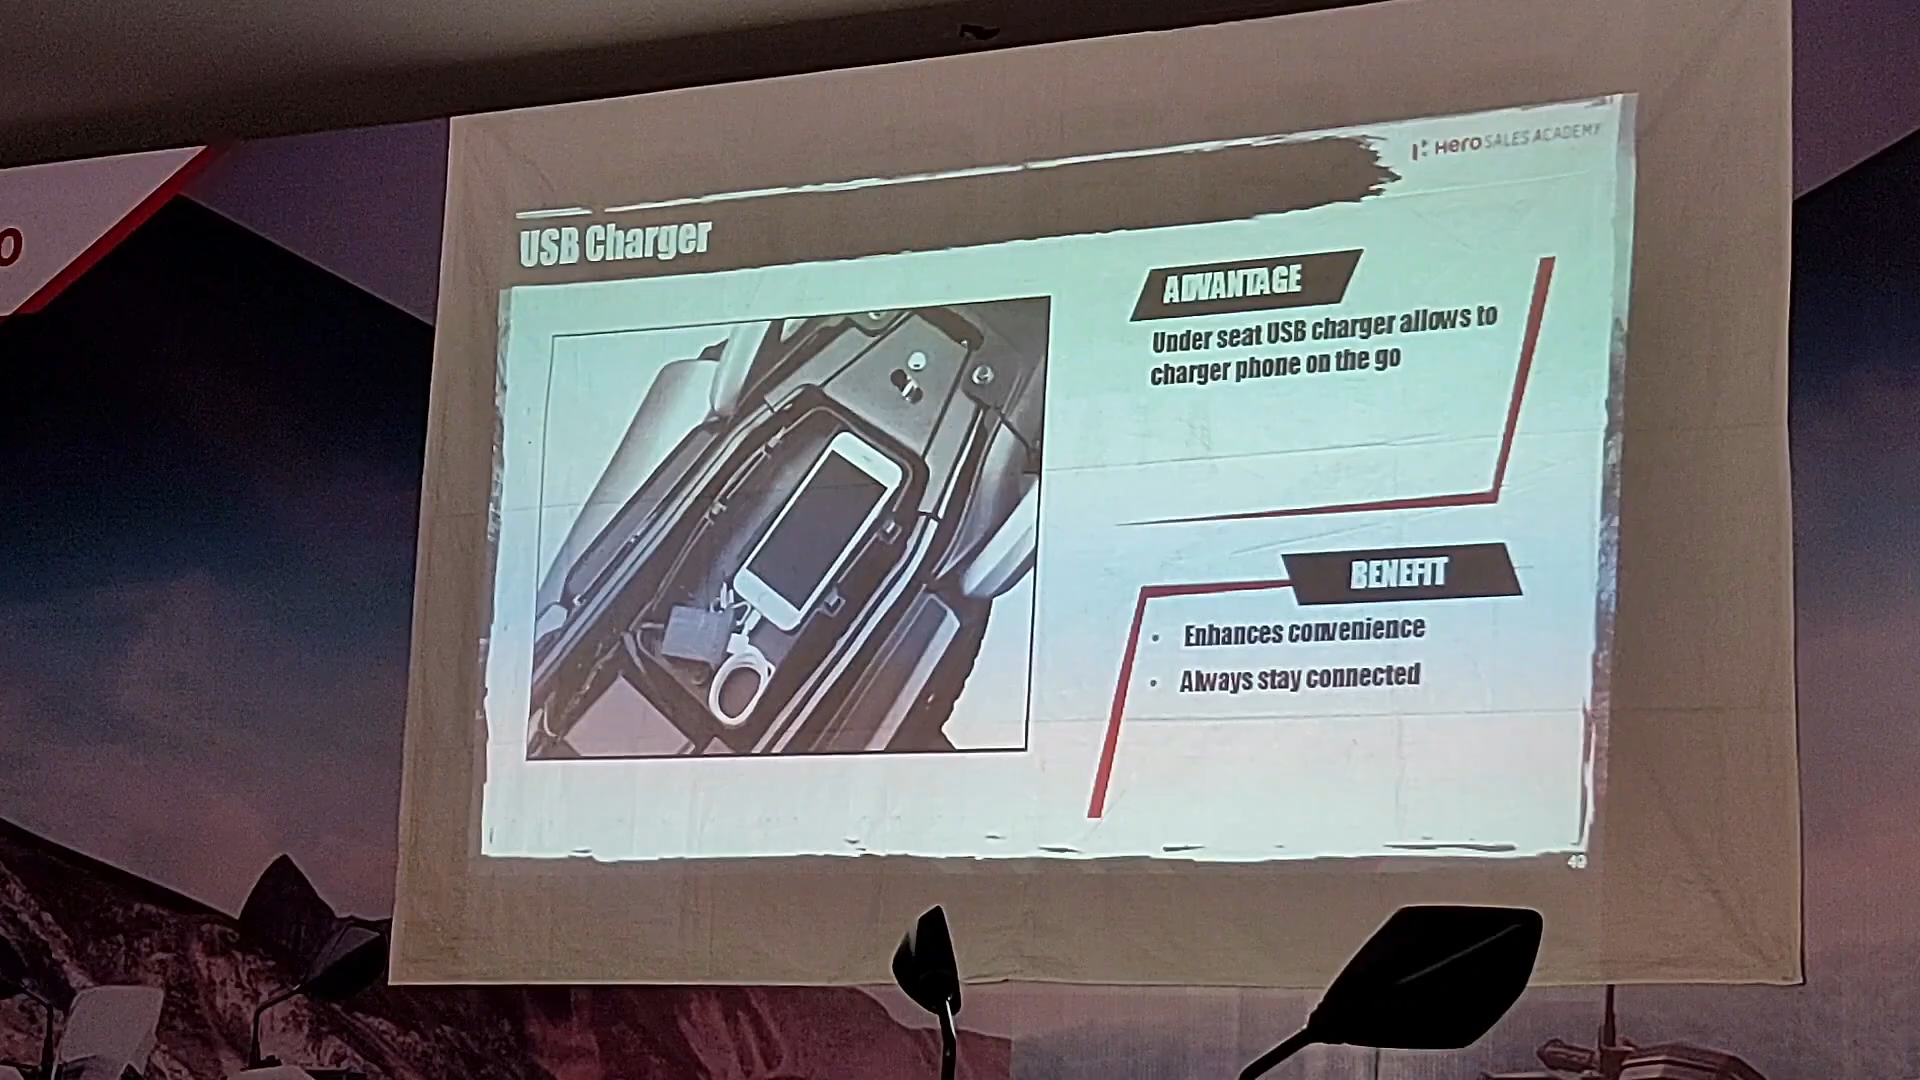 O
Hero SALES ACADEMY
USB Charger
ADVANTAGE
Under seat USB charger allows to
charger phone on the go
BENEFIT
• Enhances convenience
• Always stay connected
49